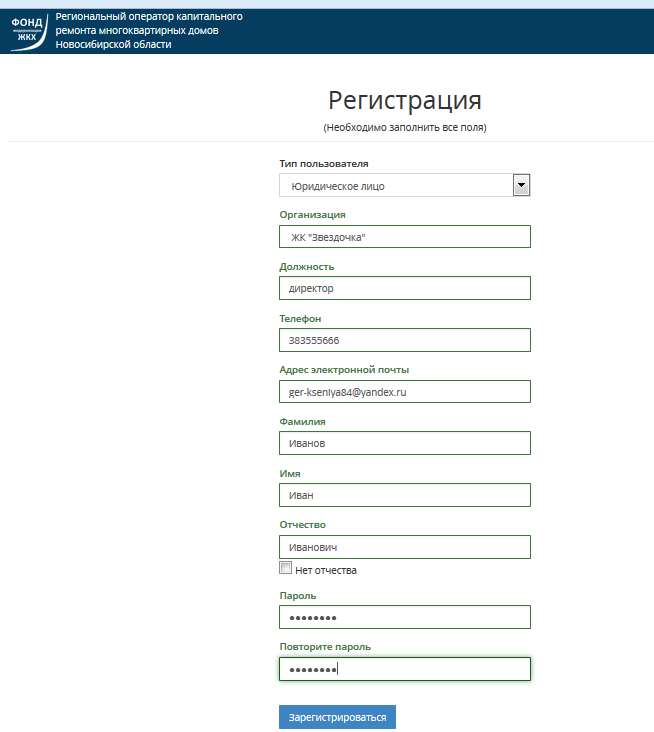 ФОНД
модернизации
ЖКХ
Региональный оператор капитального
ремонта многоквартирных домов
Новосибирской области
Регистрация
(Необходимо заполнить все поля)
Тип пользователя
Юридическое лицо
Организация
ЖК "Звездочка"
Должность
директор
Телефон
383555666
Адрес электронной почты
ger-kseniya84@yandex.ru
Фамилия
Иванов
Имя
Иван
Отчество
Иванович
Нет отчества
Пароль
●●●●●●●●
Повторите пароль
●●●●●●●●
Зарегистрироваться